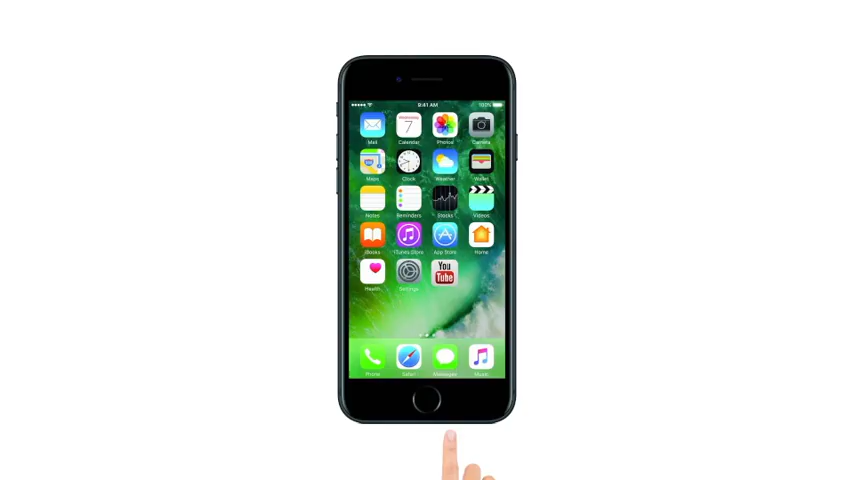 9:41 AM 100%
Wednesday
7
Mail Calendar Photos Camera
Maps Clock Weather Wallet
Notes Reminders Stocks Videos
iBooks iTunes Store App Store Home
You
Tube
Health Settings
Phone Safari Messages Music